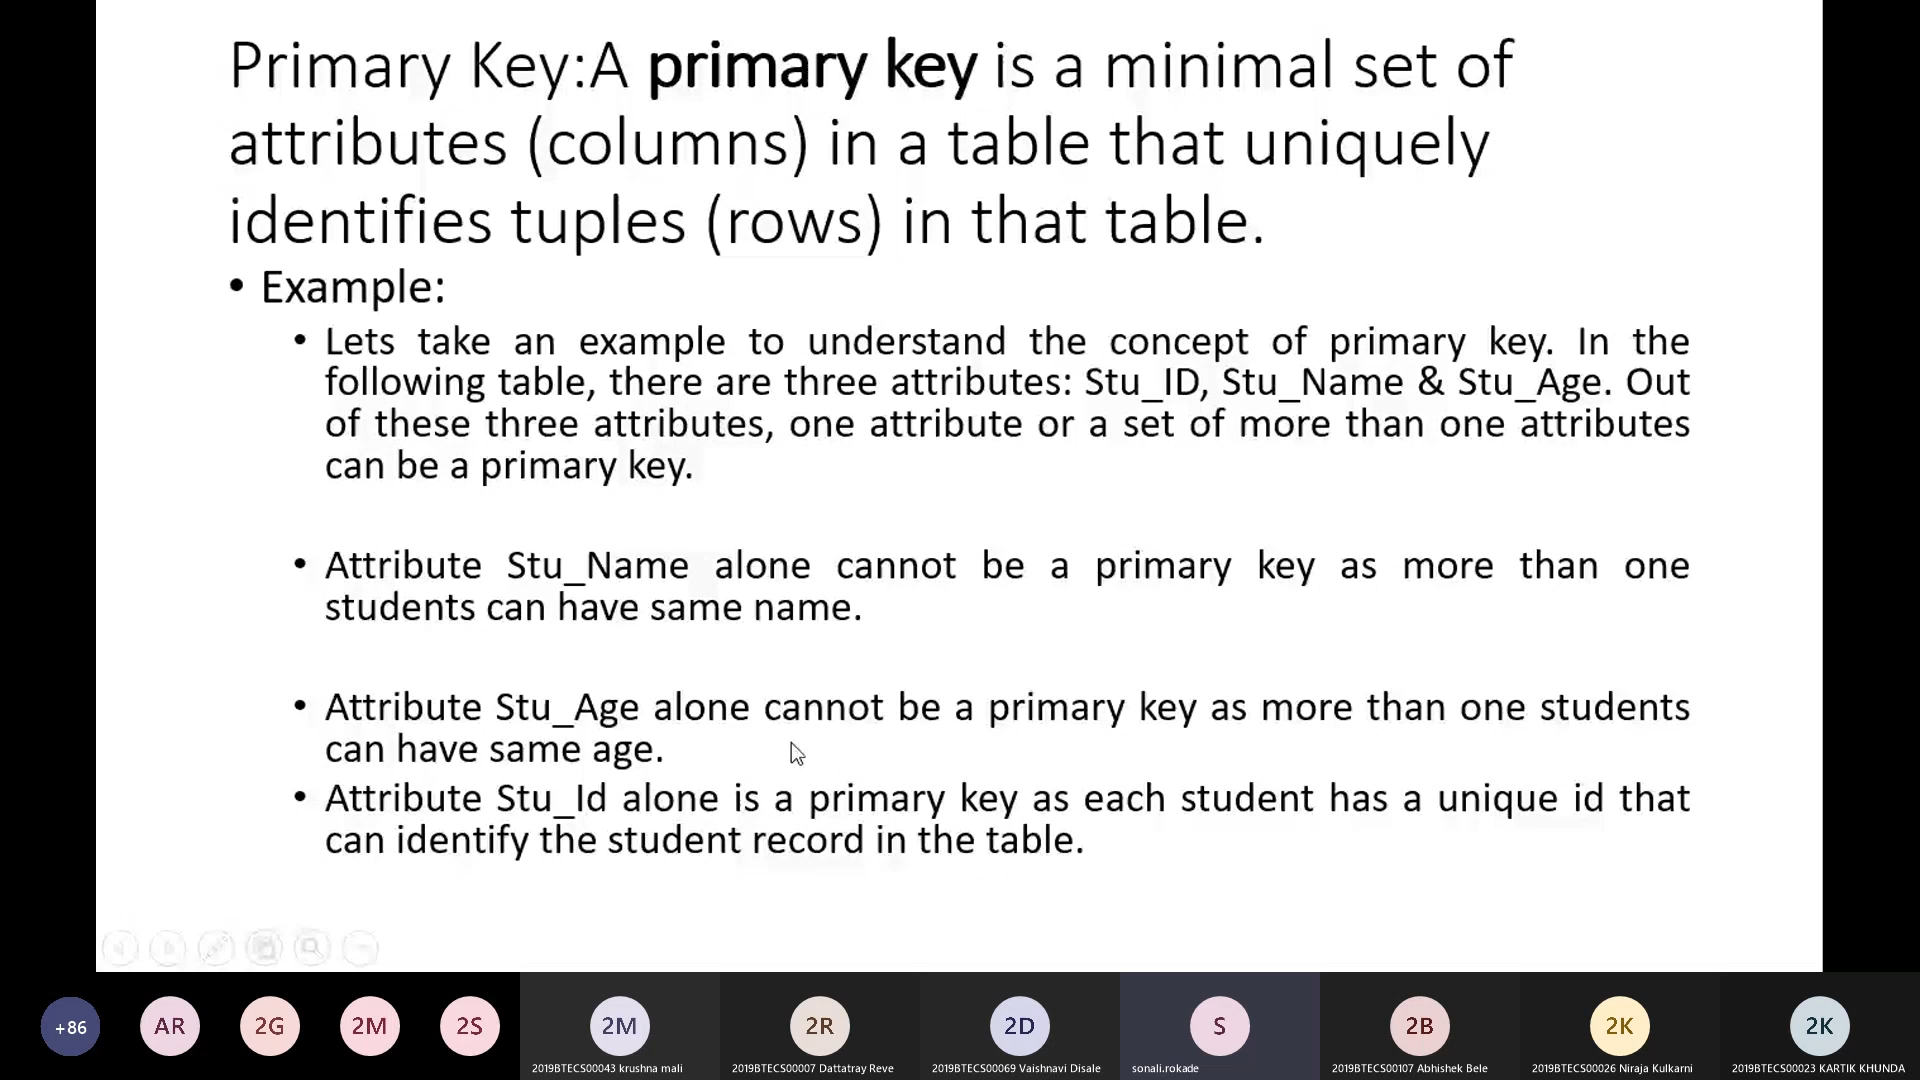 Primary Key:A primary key is a minimal set of
attributes (columns) in a table that uniquely
identifies tuples (rows) in that table.
• Example:
• Lets take an example to understand the concept of primary key. In the
following table, there are three attributes: Stu_ID, Stu_Name & Stu_Age. Out
of these three attributes, one attribute or a set of more than one attributes
can be a primary key.
• Attribute Stu_Name alone cannot be a primary key as more than one
students can have same name.
• Attribute Stu_Age alone cannot be a primary key as more than one students
can have same age.
• Attribute Stu_Id alone is a primary key as each student has a unique id that
can identify the student record in the table.
+86 AR 2G 2M 2S 2M 2R 2D S 2B 2K 2K
2019BTECS00043 krushna mali 2019BTECS00007 Dattatray Reve 2019BTECS00069 Vaishnavi Disale sonali.rokade 2019BTECS00107 Abhishek Bele 2019BTECS00026 Niraja Kulkarni 2019BTECS00023 KARTIK KHUNDA